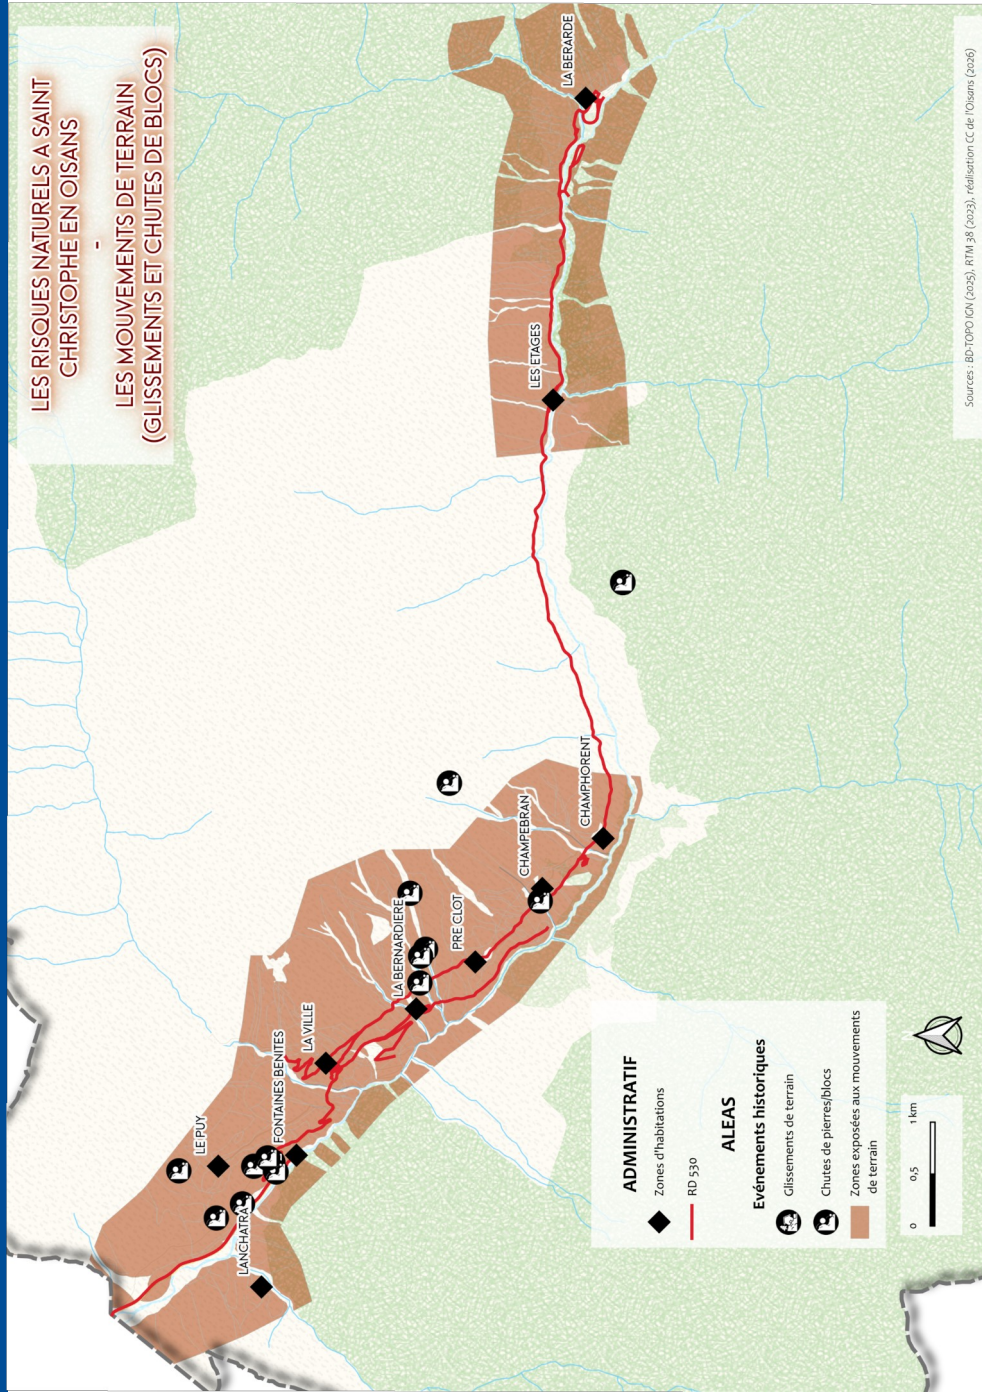 LES RISQUES NATURELS A SAINT
CHRISTOPHE EN OISANS
-
LES MOUVEMENTS DE TERRAIN
(GLISSEMENTS ET CHUTES DE BLOCS)
LE PUY
LANCHATRA
FONTAINES BENITES
LA VILLE
LA BERNARDIERE
PRE CLOT
CHAMPEBRAN
CHAMPHORENT
LES ETAGES
LA BERARDE
ADMINISTRATIF
Zones d'habitations
RD 530
ALEAS
Evénements historiques
Glissements de terrain
Chutes de pierres/blocs
Zones exposées aux mouvements
de terrain
0 0,5 1 km
Sources : BD-TOPO IGN (2025), RTM 38 (2023), réalisation CC de l'Oisans (2026)